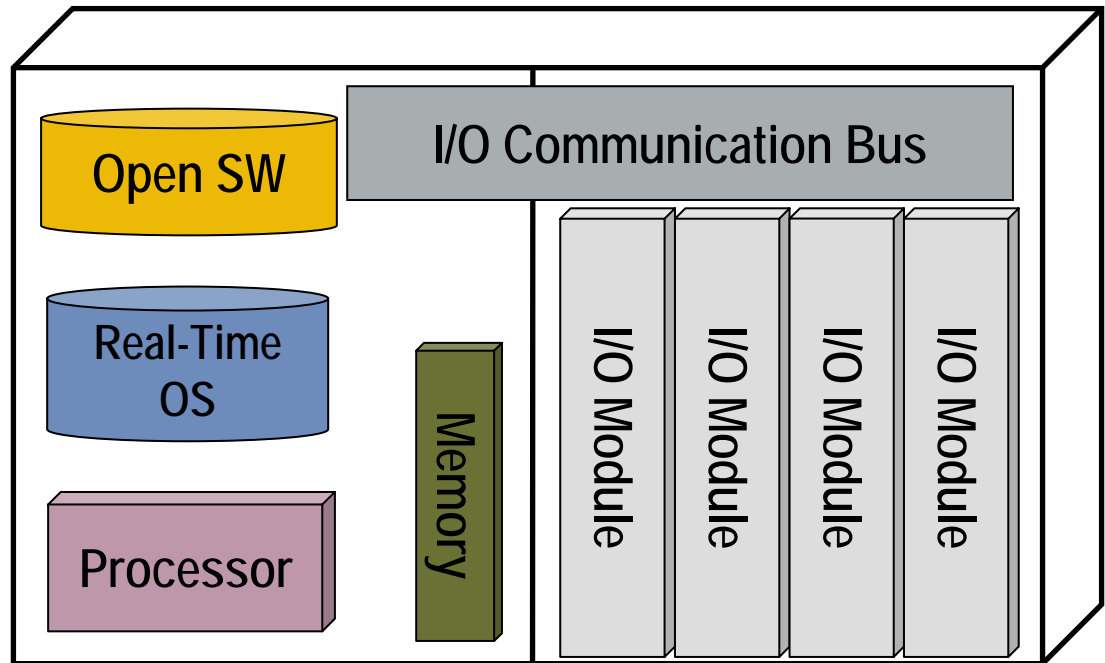 Open SW
I/O Communication Bus
Real-Time
OS
Processor
Memory
I/O Module
I/O Module
I/O Module
I/O Module